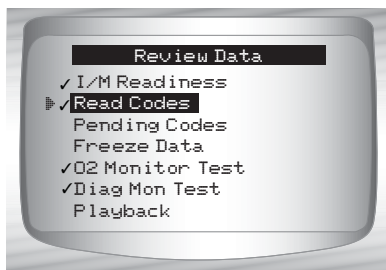 Review Data
✓ I/M Readiness
✓ Read Codes
Pending Codes
Freeze Data
✓ O2 Monitor Test
✓ Diag Mon Test
Playback